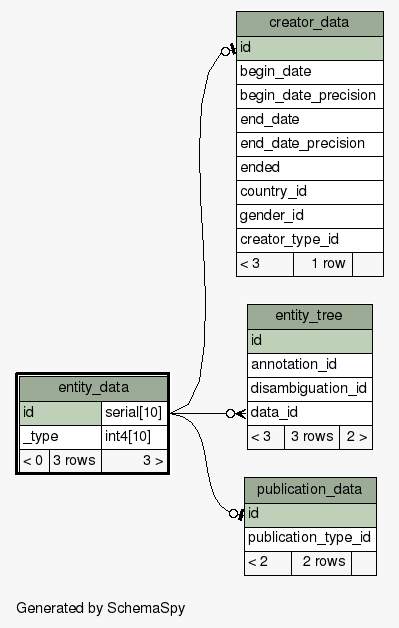 creator_data
id
begin_date
begin_date_precision
end_date
end_date_precision
ended
country_id
gender_id
creator_type_id
< 3 1 row
entity_tree
id
annotation_id
disambiguation_id
data_id
< 3 3 rows 2 >
entity_data
id serial[10]
_type int4[10]
< 0 3 rows 3 >
publication_data
id
publication_type_id
< 2 2 rows
Generated by SchemaSpy